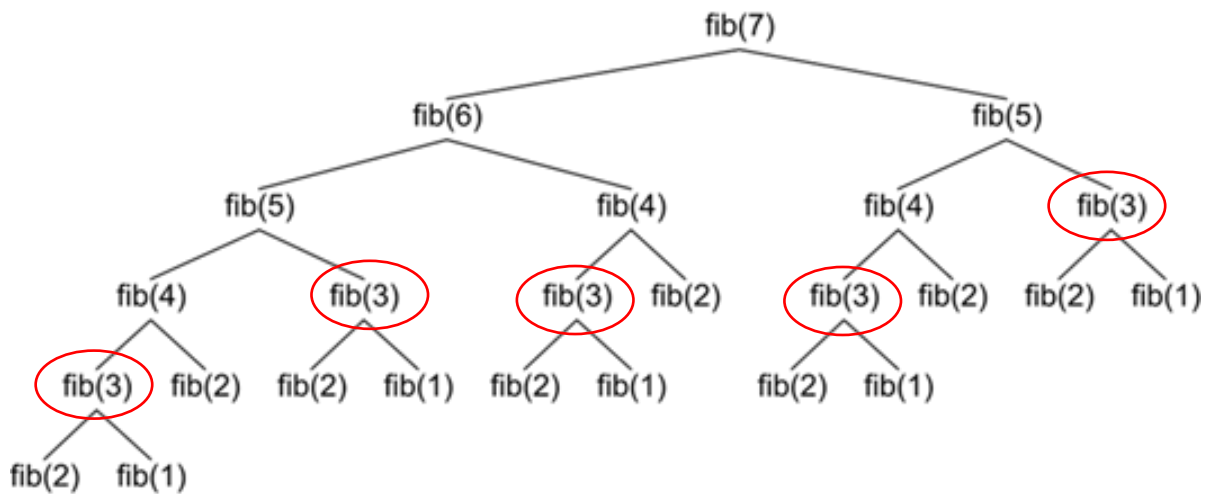 fib(7)
fib(6) fib(5)
fib(5) fib(4) fib(4) fib(3)
fib(4) fib(3) fib(3) fib(2) fib(3) fib(2) fib(2) fib(1)
fib(3) fib(2) fib(2) fib(1) fib(2) fib(1) fib(2) fib(1)
fib(2) fib(1)